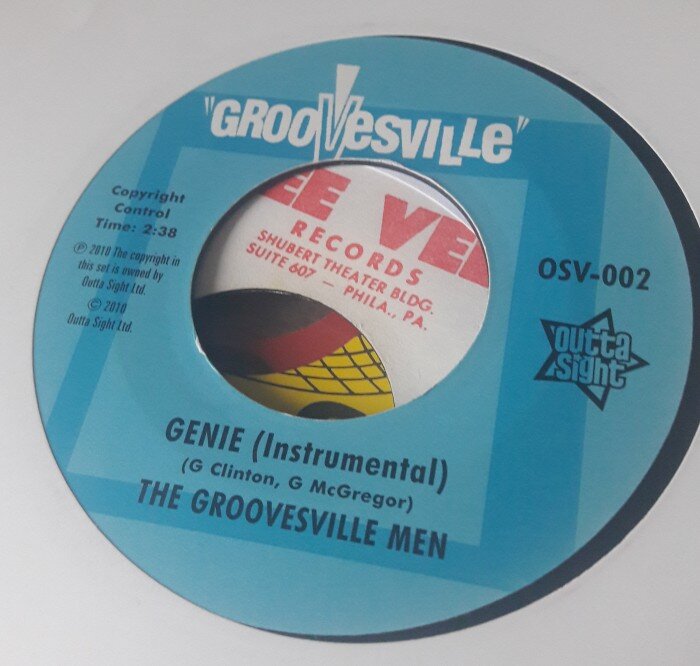 "GROOVESVILLE"
Copyright
Control
Time: 2:38
℗ 2010 The copyright in
this set is owned by
Outta Sight Ltd.
© 2010
Outta Sight Ltd.
EE VEE
RECORDS
SHUBERT THEATER BLDG.
SUITE 607 — PHILA., PA.
OSV-002
outta
sight
GENIE (Instrumental)
(G Clinton, G McGregor)
THE GROOVESVILLE MEN